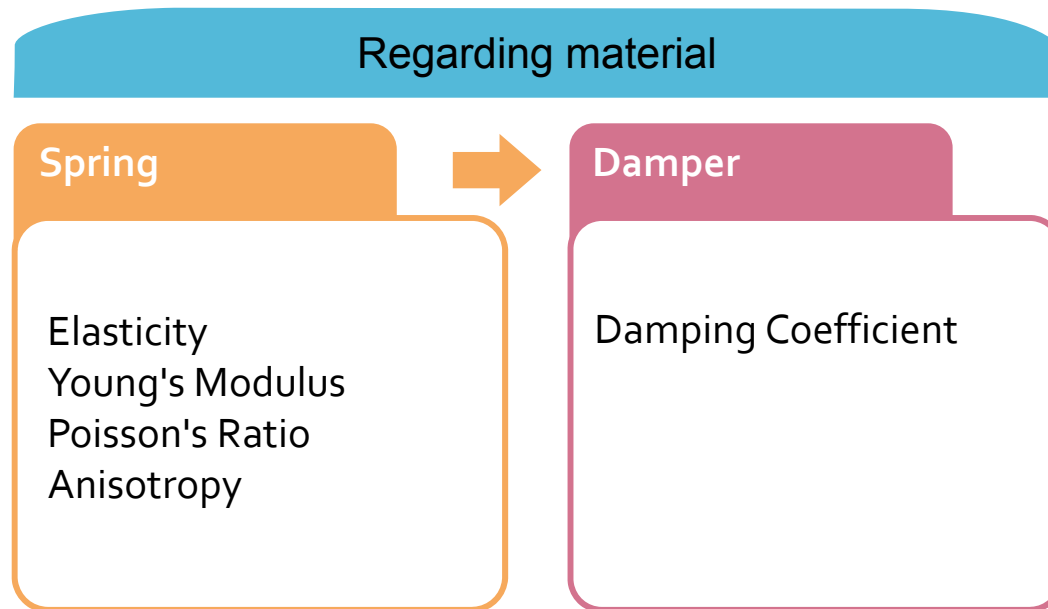 Regarding material
Spring
Damper
Elasticity
Young's Modulus
Poisson's Ratio
Anisotropy
Damping Coefficient